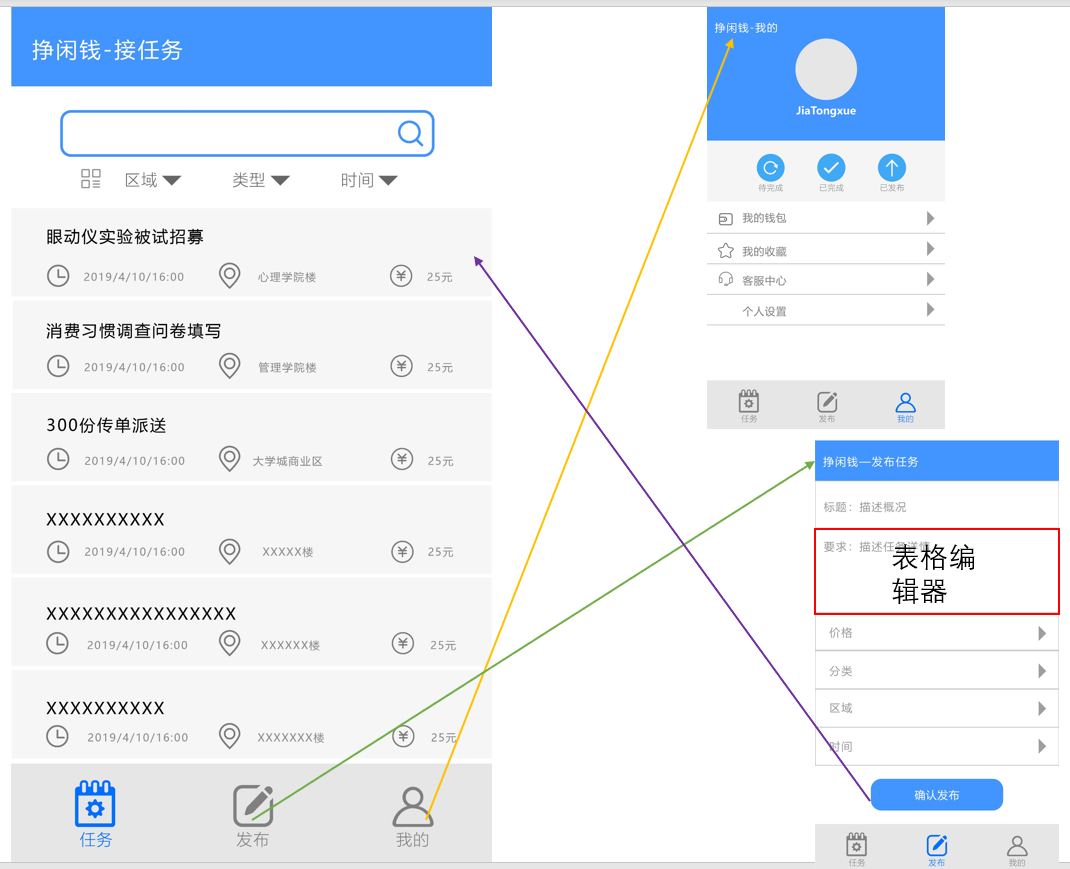 挣闲钱-接任务
区域
类型
时间
眼动仪实验被试招募
2019/4/10/16:00
心理学院楼
25元
消费习惯调查问卷填写
2019/4/10/16:00
管理学院楼
25元
300份传单派送
2019/4/10/16:00
大学城商业区
25元
XXXXXXXXXX
2019/4/10/16:00
XXXXX楼
25元
XXXXXXXXXXXXXXXX
2019/4/10/16:00
XXXXXX楼
25元
XXXXXXXXXX
2019/4/10/16:00
XXXXXXX楼
25元
任务
发布
我的
挣闲钱-我的
JiaTongxue
待完成
已完成
已发布
我的钱包
我的收藏
客服中心
个人设置
任务
发布
我的
挣闲钱—发布任务
标题：描述概况
要求：描述任务详情
表格编
辑器
价格
分类
区域
时间
确认发布
任务
发布
我的